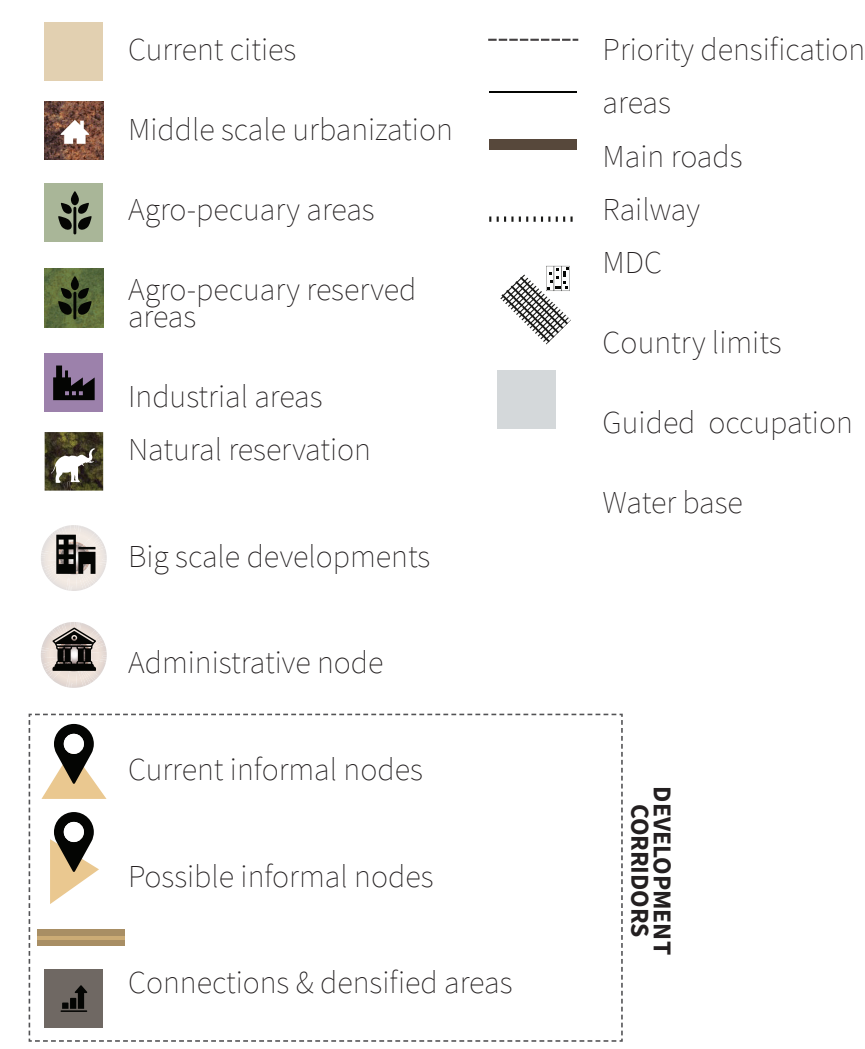 Current cities
Middle scale urbanization
Agro-pecuary areas
Agro-pecuary reserved
areas
Industrial areas
Natural reservation
Big scale developments
Administrative node
Current informal nodes
Possible informal nodes
Connections & densified areas
Priority densification
areas
Main roads
Railway
MDC
Country limits
Guided occupation
Water base
DEVELOPMENT
CORRIDORS